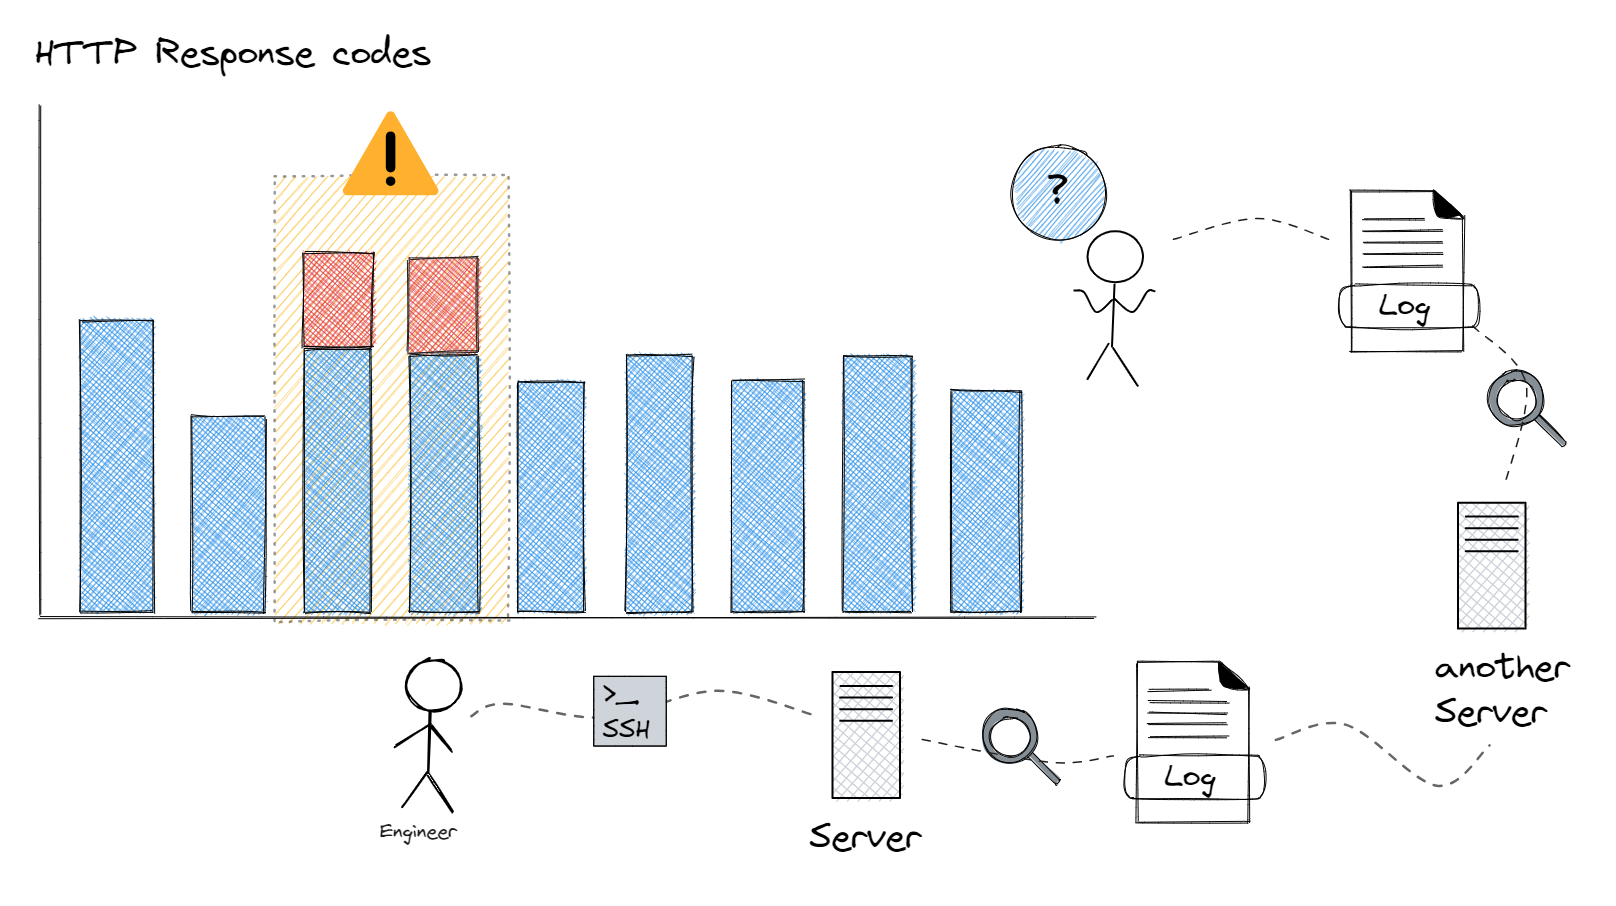 HTTP Response codes
!
?
Log
>_
SSH
another
Server
Log
Server
Engineer